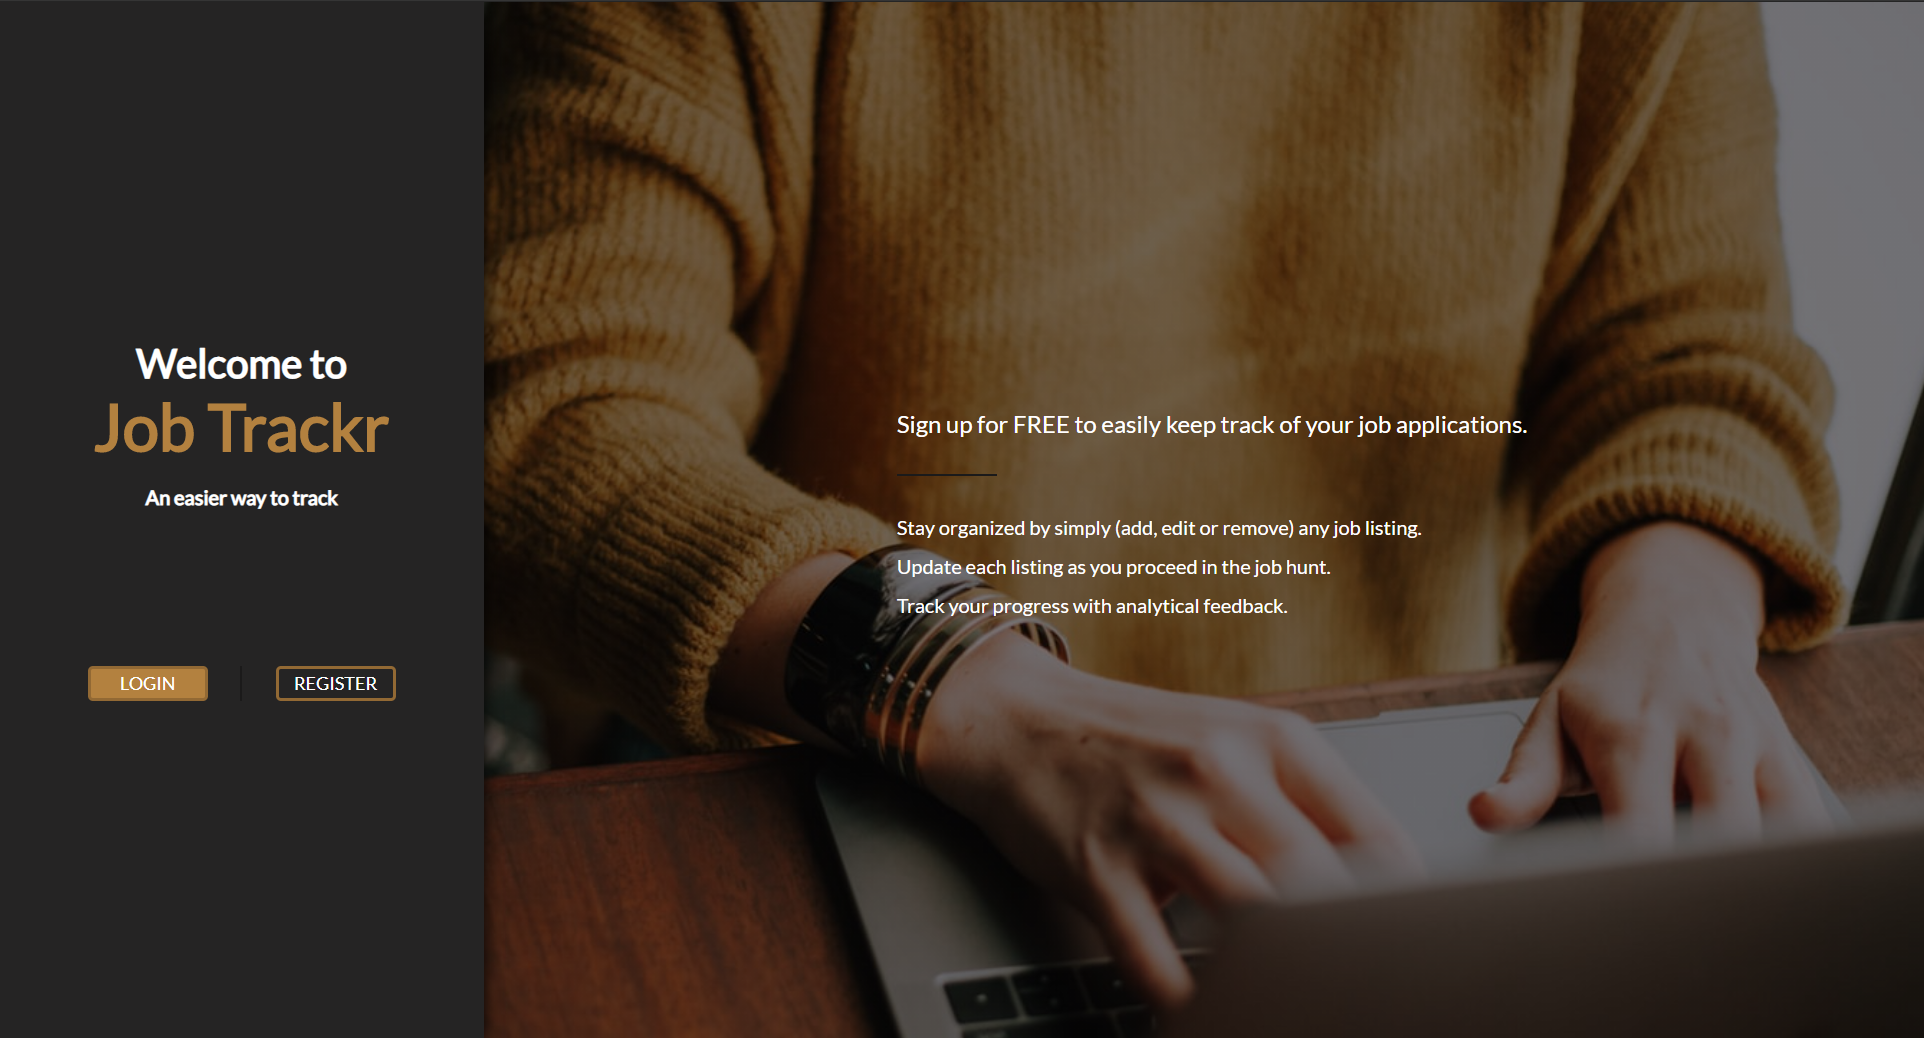 Welcome to
Job Trackr
An easier way to track
LOGIN
REGISTER
Sign up for FREE to easily keep track of your job applications.
Stay organized by simply (add, edit or remove) any job listing.
Update each listing as you proceed in the job hunt.
Track your progress with analytical feedback.